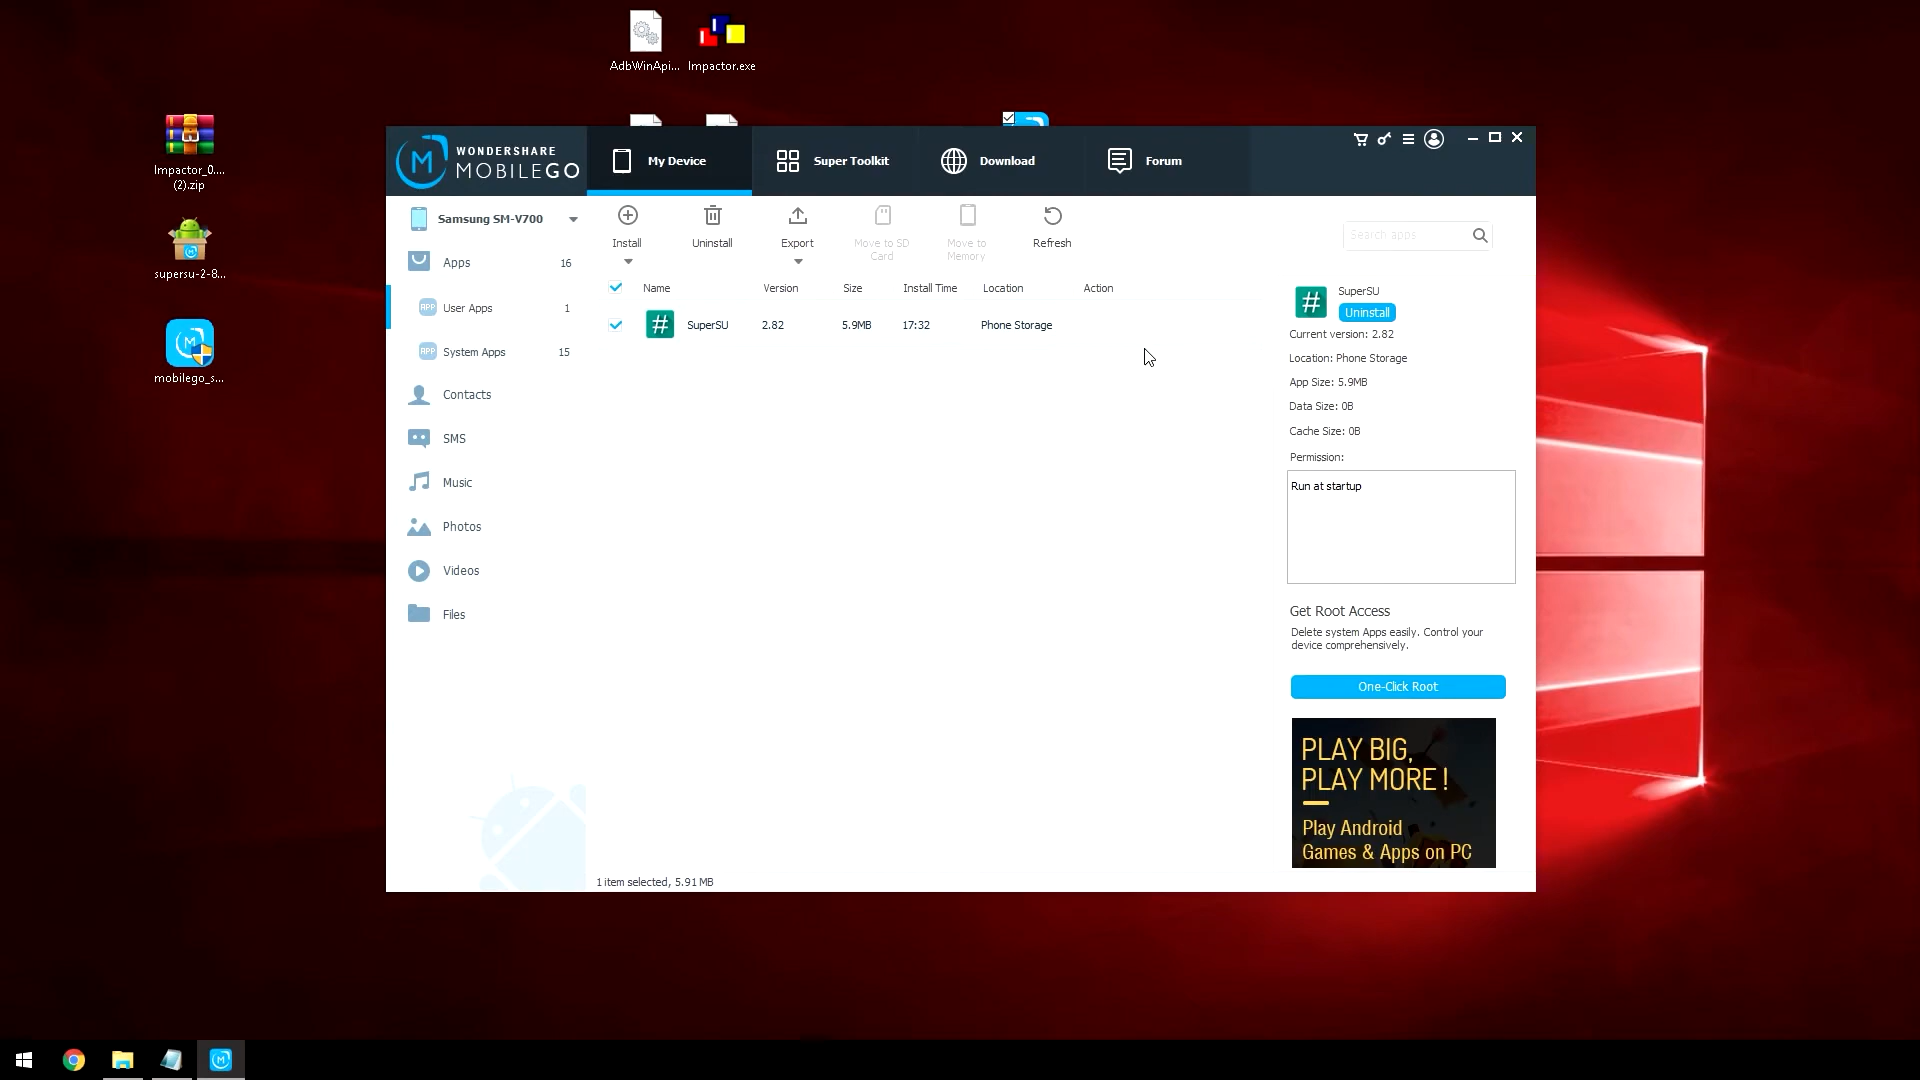 AdbWinApi...
Impactor.exe
Impactor_0....
(2).zip
supersu-2-8...
mobilego_s...
WONDERSHARE
MOBILEGO
My Device
Super Toolkit
Download
Forum
Samsung SM-V700
Apps 16
User Apps 1
System Apps 15
Contacts
SMS
Music
Photos
Videos
Files
Install
Uninstall
Export
Move to SD
Card
Move to
Memory
Refresh
Search apps
Name Version Size Install Time Location Action
SuperSU 2.82 5.9MB 17:32 Phone Storage
SuperSU
Uninstall
Current version: 2.82
Location: Phone Storage
App Size: 5.9MB
Data Size: 0B
Cache Size: 0B
Permission:
Run at startup
Get Root Access
Delete system Apps easily. Control your
device comprehensively.
One-Click Root
PLAY BIG,
PLAY MORE!
Play Android
Games & Apps on PC
1 item selected, 5.91 MB